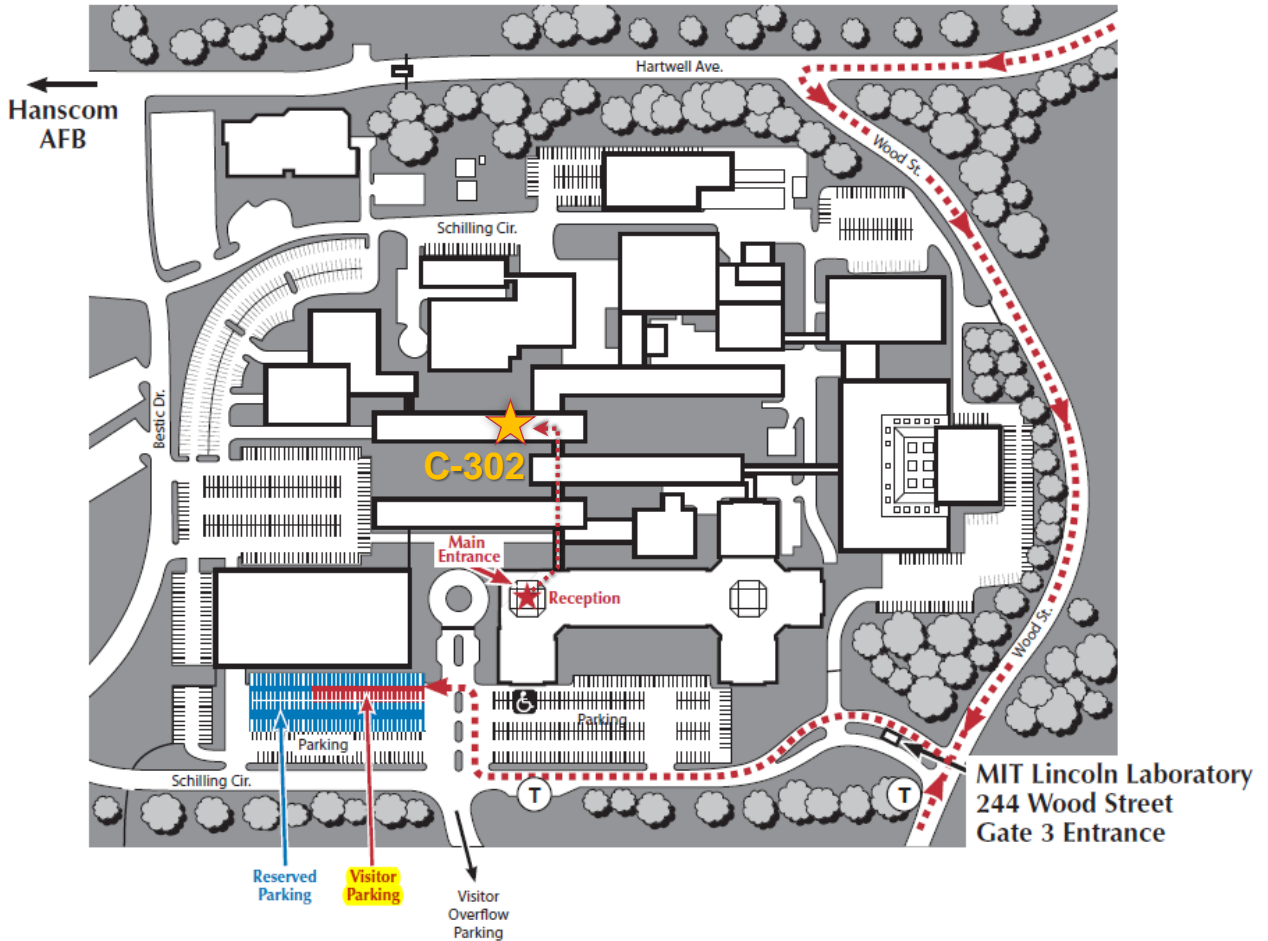 Hartwell Ave.
Hanscom
AFB
Wood St.
Schilling Cir.
Bestic Dr.
C-302
Main
Entrance
Reception
Wood St.
Parking
Parking
Schilling Cir.
T
T
MIT Lincoln Laboratory
244 Wood Street
Gate 3 Entrance
Reserved
Parking
Visitor
Parking
Visitor
Overflow
Parking